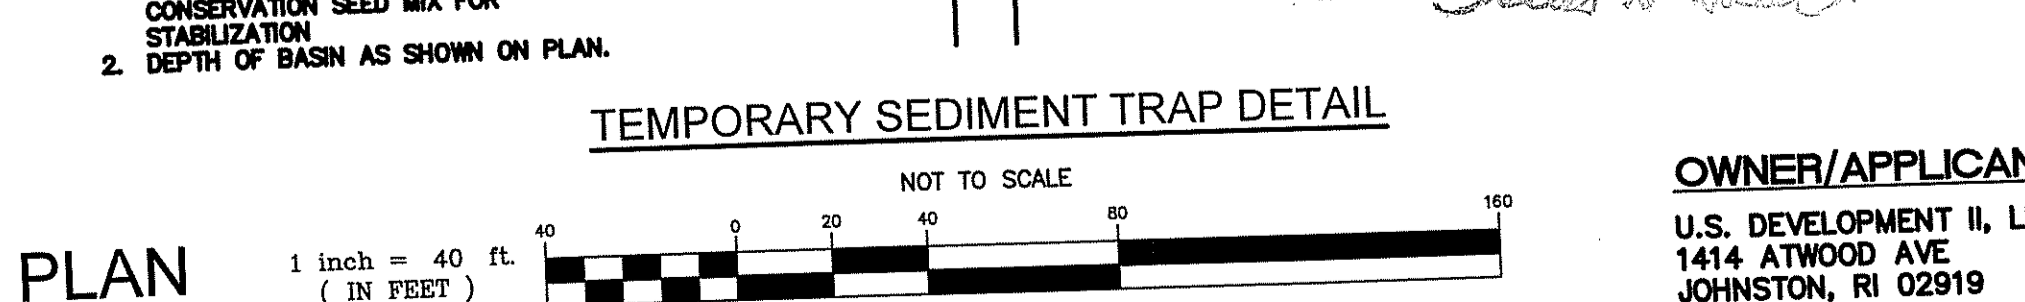 CONSERVATION SEED MIX FOR
STABILIZATION
2. DEPTH OF BASIN AS SHOWN ON PLAN.
TEMPORARY SEDIMENT TRAP DETAIL
NOT TO SCALE
PLAN
1 inch = 40 ft.
( IN FEET )
40 0 20 40 80 160
OWNER/APPLICAN
U.S. DEVELOPMENT II, L
1414 ATWOOD AVE
JOHNSTON, RI 02919